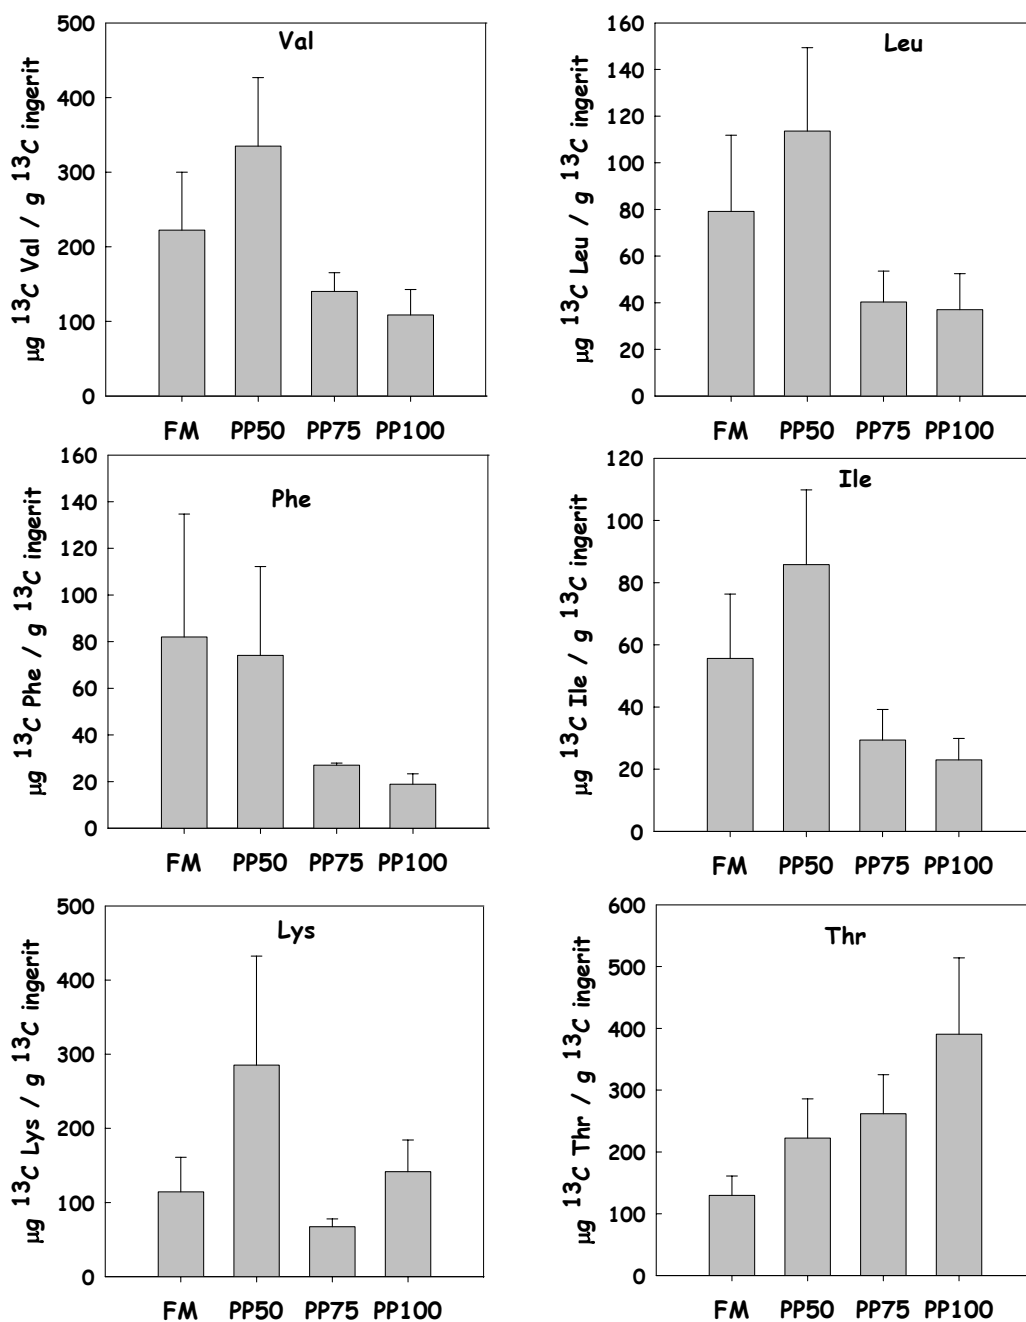 Val
µg ¹³C Val / g ¹³C ingerit
500
400
300
200
100
0
FM PP50 PP75 PP100
Leu
µg ¹³C Leu / g ¹³C ingerit
160
140
120
100
80
60
40
20
0
FM PP50 PP75 PP100
Phe
µg ¹³C Phe / g ¹³C ingerit
160
140
120
100
80
60
40
20
0
FM PP50 PP75 PP100
Ile
µg ¹³C Ile / g ¹³C ingerit
120
100
80
60
40
20
0
FM PP50 PP75 PP100
Lys
µg ¹³C Lys / g ¹³C ingerit
500
400
300
200
100
0
FM PP50 PP75 PP100
Thr
µg ¹³C Thr / g ¹³C ingerit
600
500
400
300
200
100
0
FM PP50 PP75 PP100